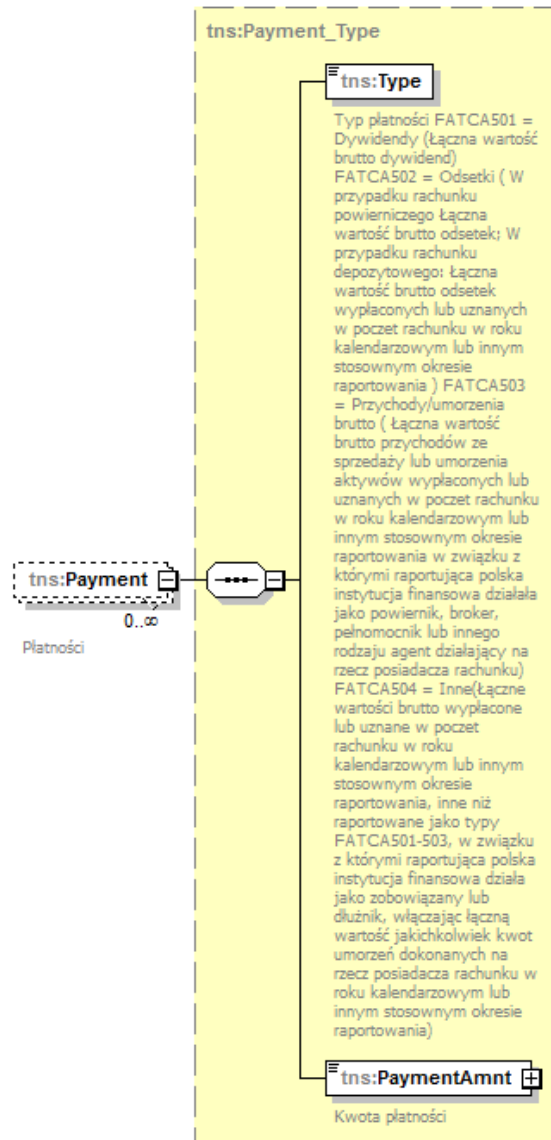 tns:Payment_Type
tns:Type
Typ płatności FATCA501 =
Dywidendy (Łączna wartość
brutto dywidend)
FATCA502 = Odsetki ( W
przypadku rachunku
powierniczego Łączna
wartość brutto odsetek; W
przypadku rachunku
depozytowego: Łączna
wartość brutto odsetek
wypłaconych lub uznanych
w poczet rachunku w roku
kalendarzowym lub innym
stosownym okresie
raportowania ) FATCA503
= Przychody/umorzenia
brutto ( Łączna wartość
brutto przychodów ze
sprzedaży lub umorzenia
aktywów wypłaconych lub
uznanych w poczet rachunku
w roku kalendarzowym lub
innym stosownym okresie
raportowania w związku z
którymi raportująca polska
instytucja finansowa działała
jako powiernik, broker,
pełnomocnik lub innego
rodzaju agent działający na
rzecz posiadacza rachunku)
FATCA504 = Inne(Łączne
wartości brutto wypłacone
lub uznane w poczet
rachunku w roku
kalendarzowym lub innym
stosownym okresie
raportowania, inne niż
raportowane jako typy
FATCA501-503, w związku
z którymi raportująca polska
instytucja finansowa działa
jako zobowiązany lub
dłużnik, włączając łączną
wartość jakichkolwiek kwot
umorzeń dokonanych na
rzecz posiadacza rachunku w
roku kalendarzowym lub
innym stosownym okresie
raportowania)
tns:Payment
0..∞
Płatności
tns:PaymentAmnt
Kwota płatności